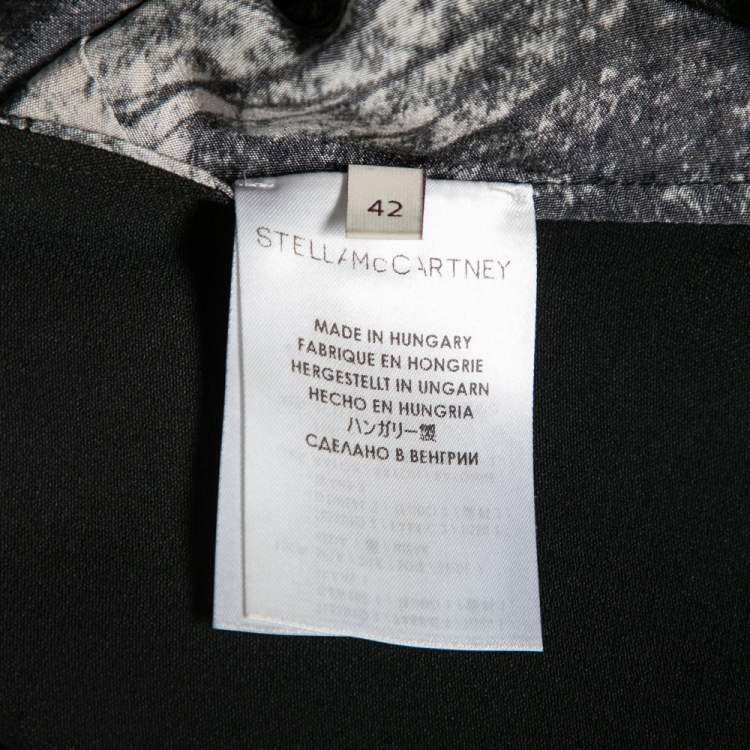 42
STELLA McCARTNEY
MADE IN HUNGARY
FABRIQUE EN HONGRIE
HERGESTELLT IN UNGARN
HECHO EN HUNGRIA
ハンガリー製
СДЕЛАНО В ВЕНГРИИ